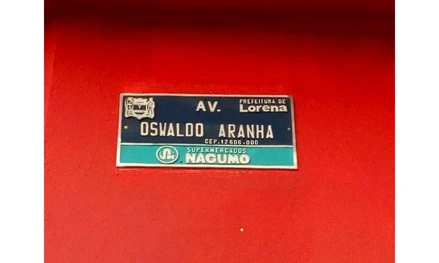 AV.
PREFEITURA DE
Lorena
OSWALDO ARANHA
CEP.12606.000
SUPERMERCADOS
NAGUMO